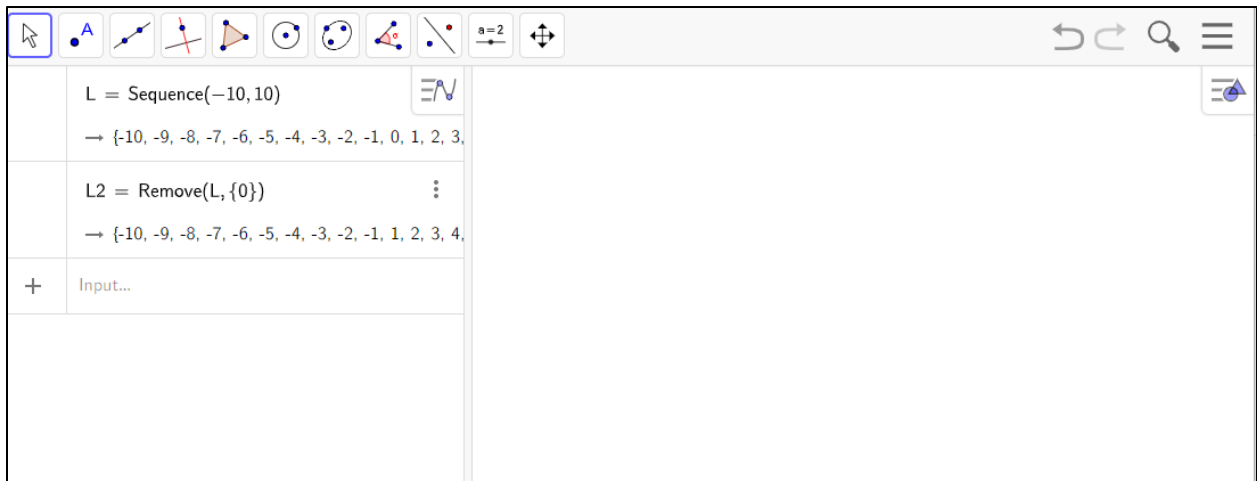 A
a=2
L = Sequence(−10, 10)
→ {-10, -9, -8, -7, -6, -5, -4, -3, -2, -1, 0, 1, 2, 3,
L2 = Remove(L, {0})
→ {-10, -9, -8, -7, -6, -5, -4, -3, -2, -1, 1, 2, 3, 4,
+ Input...